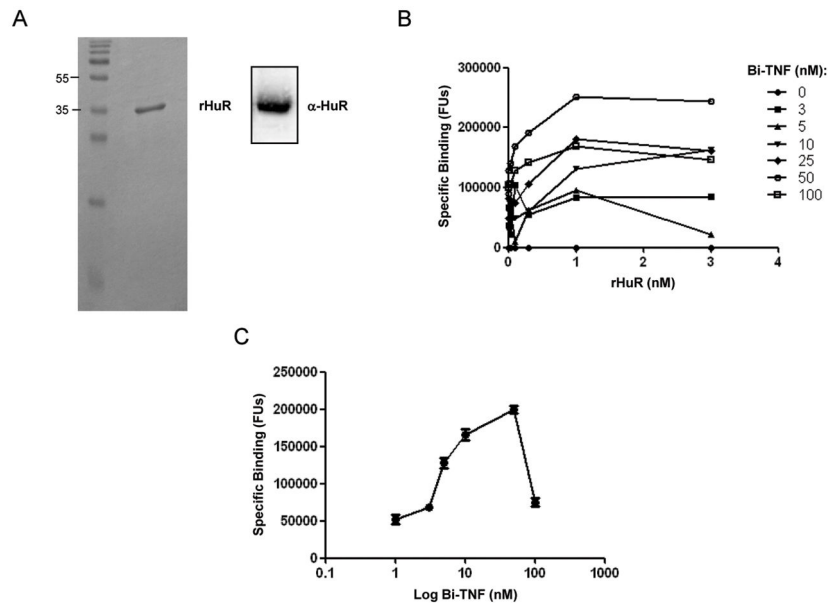 A
55
35
rHuR
α-HuR
B
Specific Binding (FUs)
300000
200000
100000
0
0
1
2
3
4
rHuR (nM)
Bi-TNF (nM):
0
3
5
10
25
50
100
C
Specific Binding (FUs)
250000
200000
150000
100000
50000
0
0.1
1
10
100
1000
Log Bi-TNF (nM)